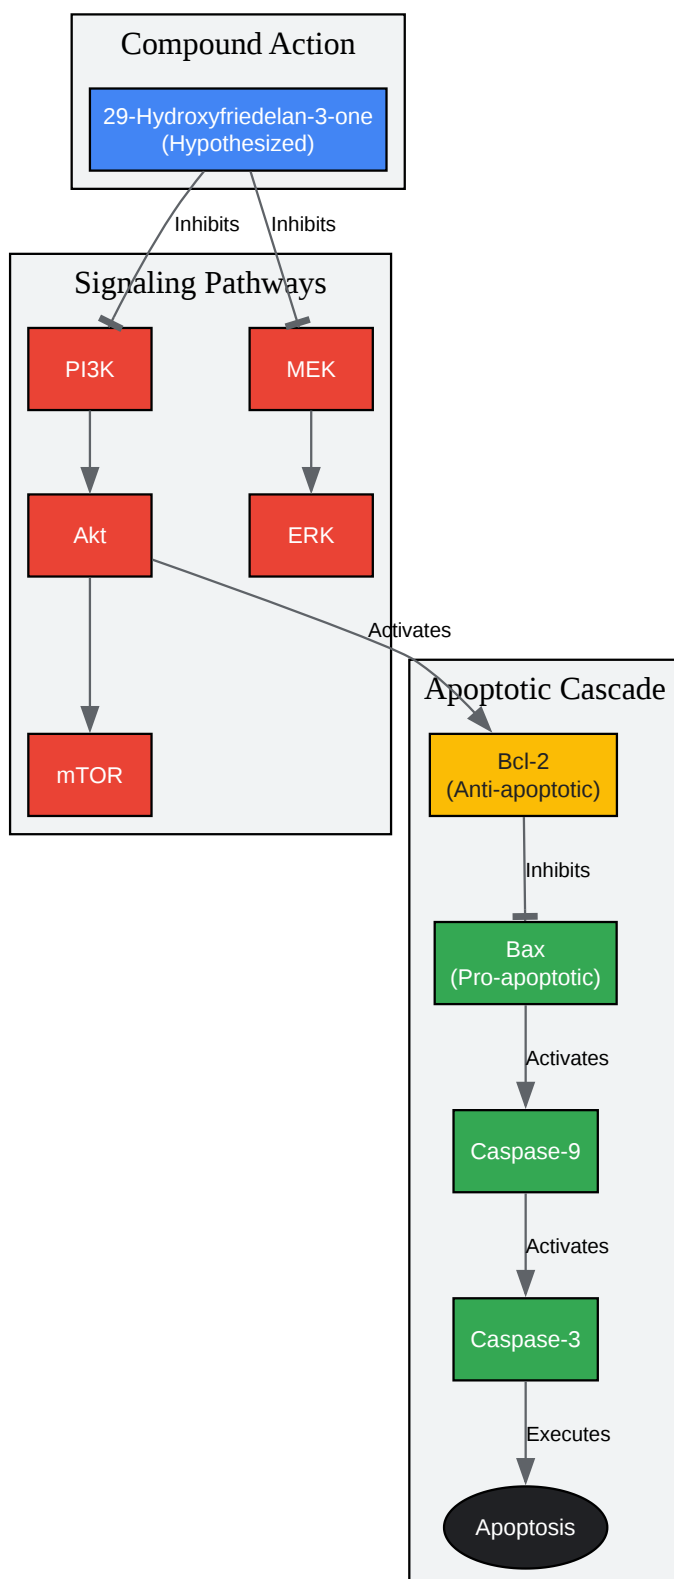 Compound Action
29-Hydroxyfriedelan-3-one
(Hypothesized)
Inhibits
Inhibits
Signaling Pathways
PI3K
MEK
Akt
ERK
Activates
mTOR
Apoptotic Cascade
Bcl-2
(Anti-apoptotic)
Inhibits
Bax
(Pro-apoptotic)
Activates
Caspase-9
Activates
Caspase-3
Executes
Apoptosis